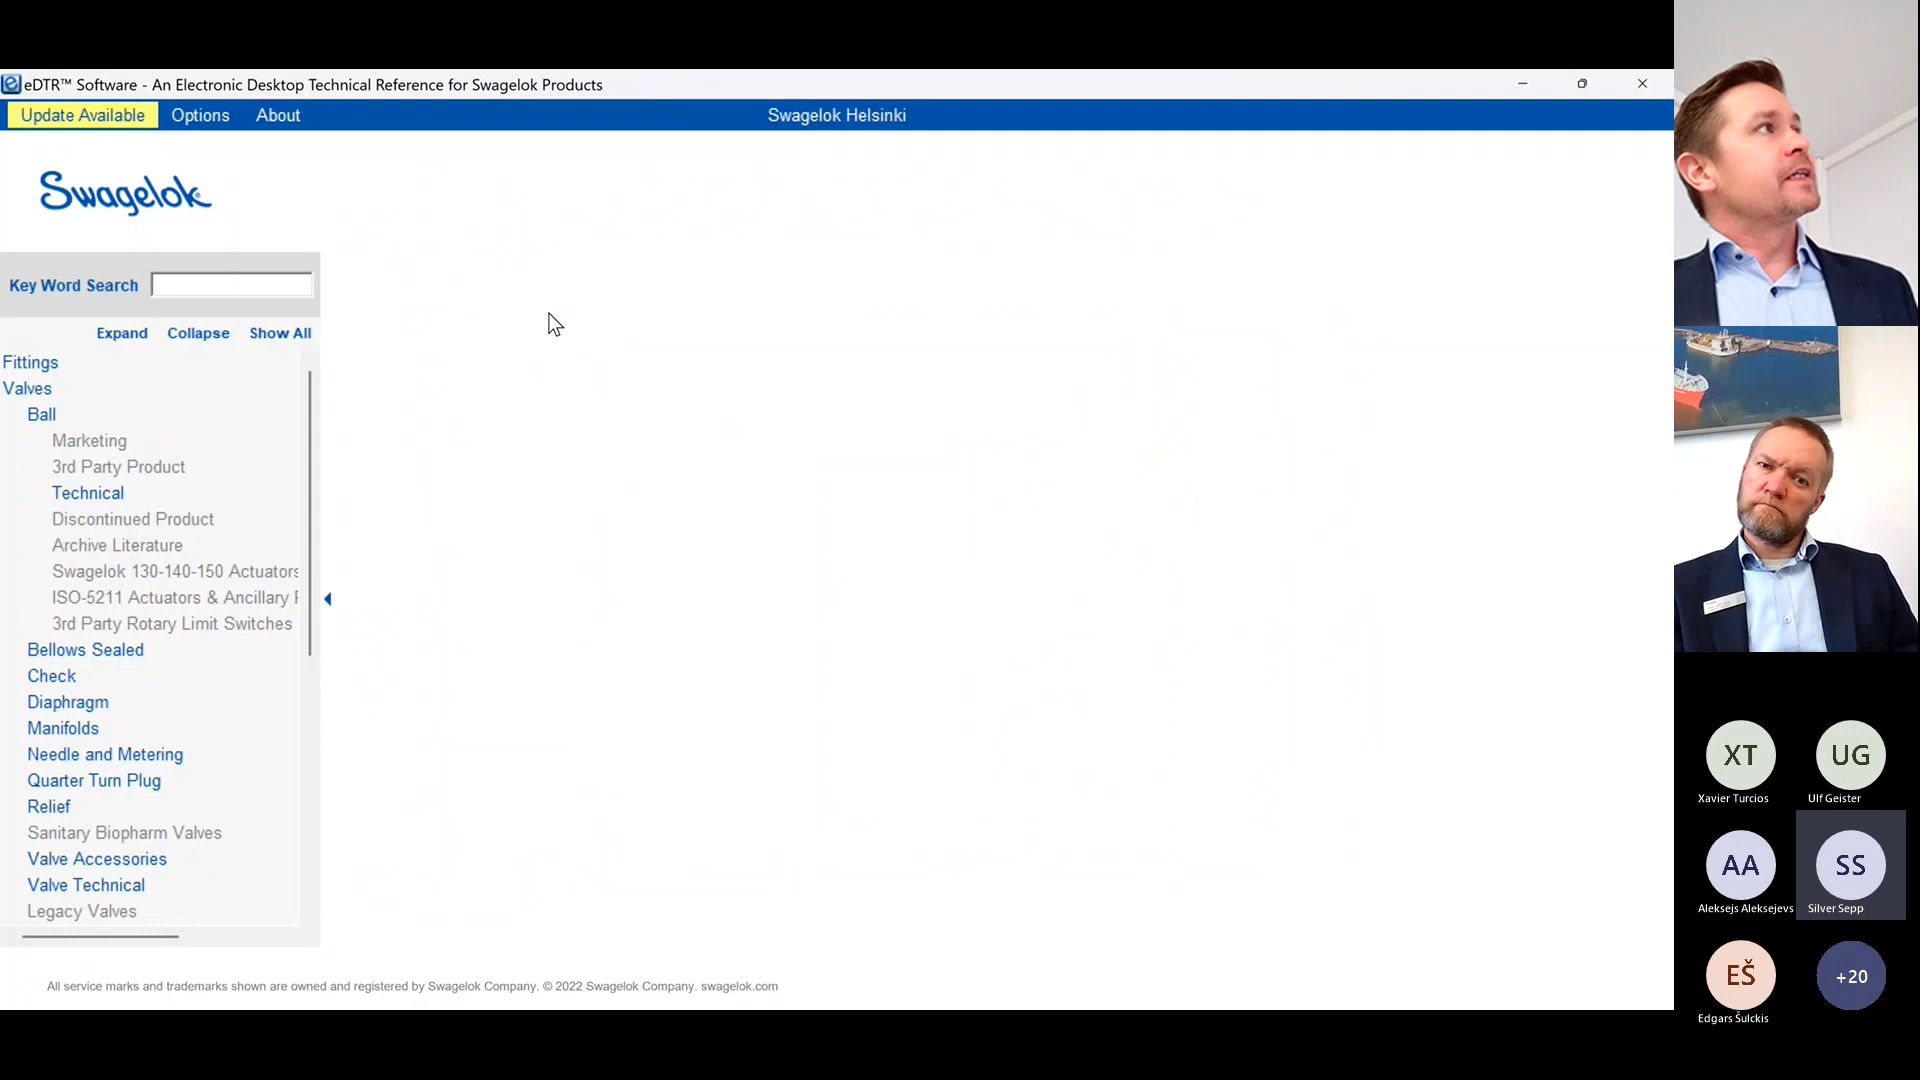 eDTR™ Software - An Electronic Desktop Technical Reference for Swagelok Products
Update Available Options About Swagelok Helsinki
Swagelok
Key Word Search
Expand Collapse Show All
Fittings
Valves
Ball
Marketing
3rd Party Product
Technical
Discontinued Product
Archive Literature
Swagelok 130-140-150 Actuators
ISO-5211 Actuators & Ancillary
3rd Party Rotary Limit Switches
Bellows Sealed
Check
Diaphragm
Manifolds
Needle and Metering
Quarter Turn Plug
Relief
Sanitary Biopharm Valves
Valve Accessories
Valve Technical
Legacy Valves
All service marks and trademarks shown are owned and registered by Swagelok Company. © 2022 Swagelok Company. swagelok.com
XT UG
Xavier Turcios Ulf Geister
AA SS
Aleksejs Aleksejevs Silver Sepp
EŠ +20
Edgars Šulckis